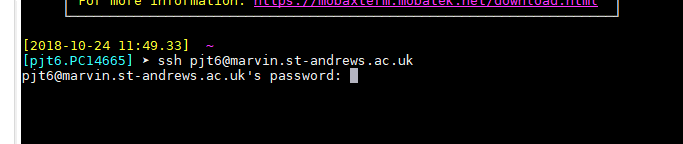 For more information: https://mobaxterm.mobatek.net/download.html
[2018-10-24 11:49.33] ~
[pjt6.PC14665] ➤ ssh pjt6@marvin.st-andrews.ac.uk
pjt6@marvin.st-andrews.ac.uk's password: